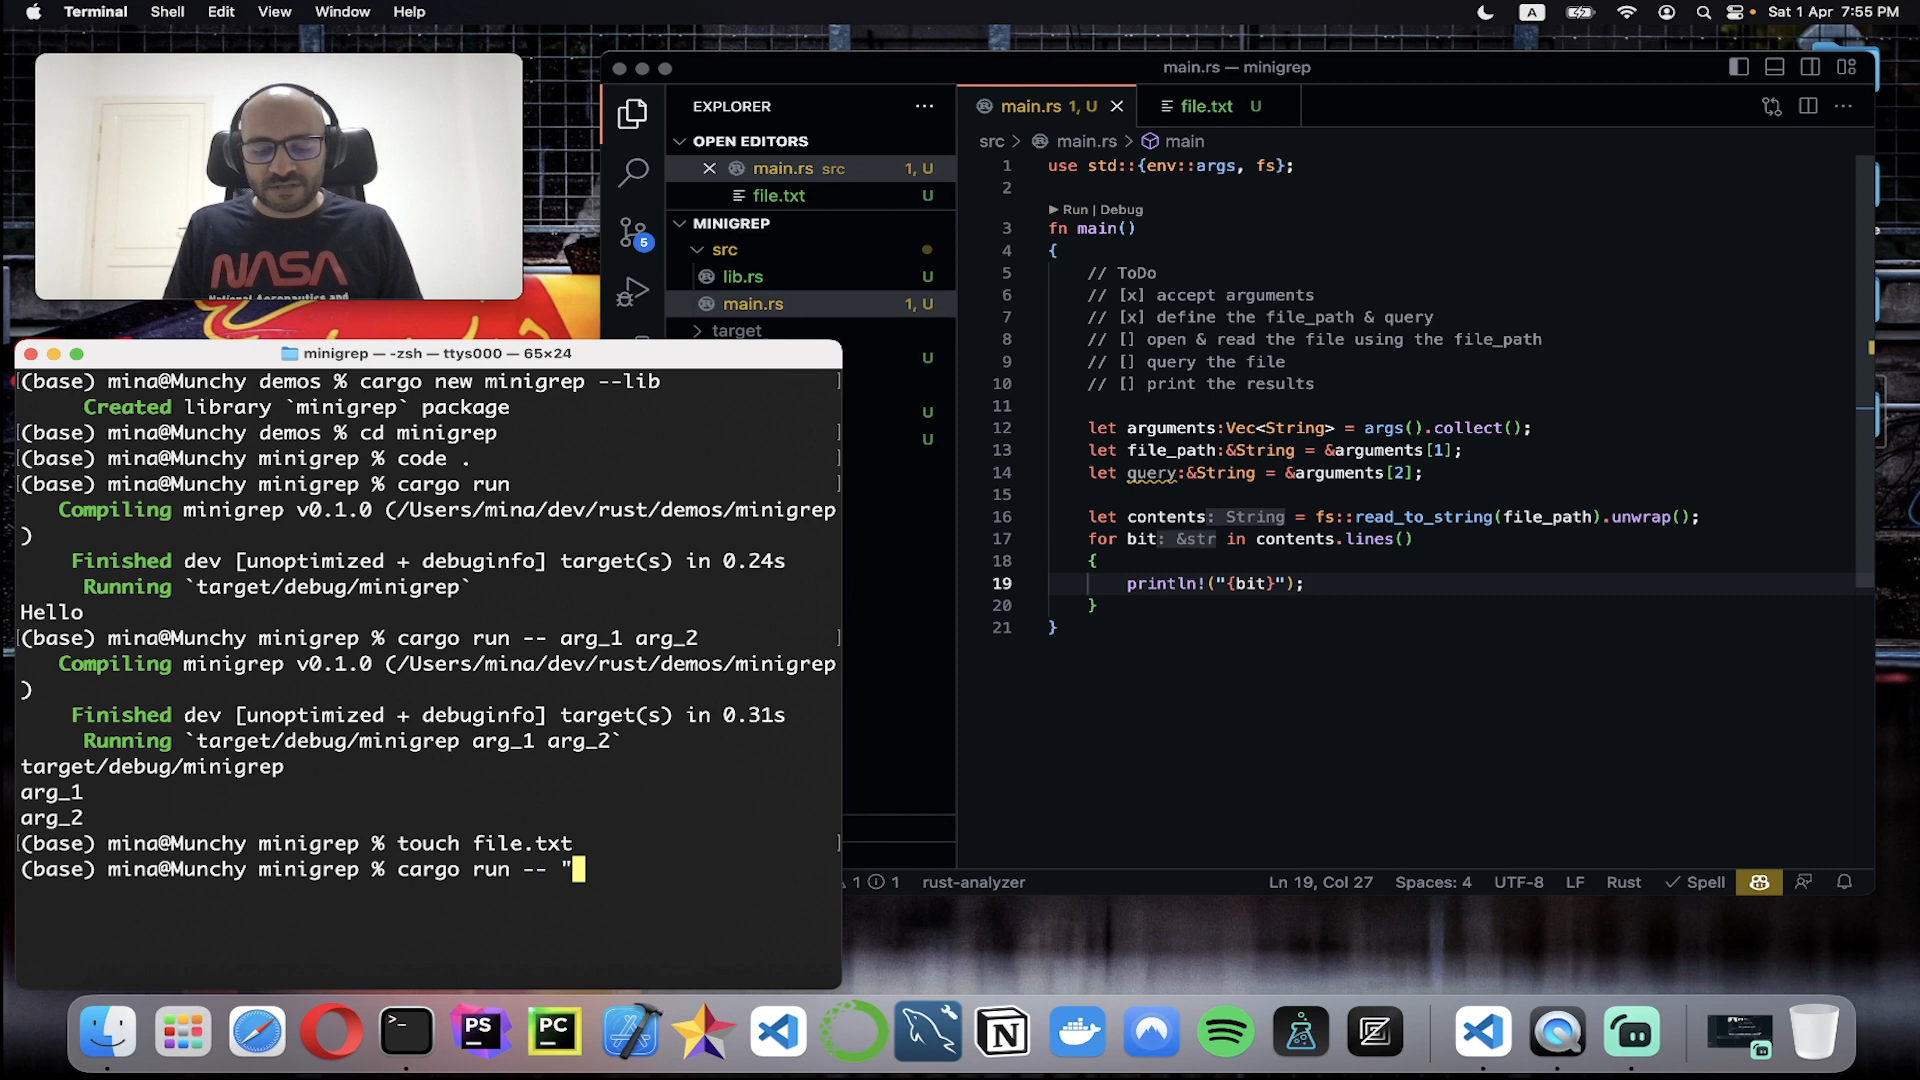 Terminal Shell Edit View Window Help
A
Sat 1 Apr 7:55 PM
NASA
National Aeronautics and
main.rs — minigrep
EXPLORER
OPEN EDITORS
main.rs src 1, U
file.txt U
MINIGREP
src
lib.rs U
main.rs 1, U
target
U
U
U
5
main.rs 1, U
file.txt U
src > main.rs > main
1 use std::{env::args, fs};
2
Run | Debug
3 fn main()
4 {
5 // ToDo
6 // [x] accept arguments
7 // [x] define the file_path & query
8 // [] open & read the file using the file_path
9 // [] query the file
10 // [] print the results
11
12 let arguments:Vec<String> = args().collect();
13 let file_path:&String = &arguments[1];
14 let query:&String = &arguments[2];
15
16 let contents: String = fs::read_to_string(file_path).unwrap();
17 for bit: &str in contents.lines()
18 {
19 println!("{bit}");
20 }
21 }
1 1 rust-analyzer
Ln 19, Col 27 Spaces: 4 UTF-8 LF Rust Spell
minigrep — -zsh — ttys000 — 65×24
(base) mina@Munchy demos % cargo new minigrep --lib
Created library `minigrep` package
(base) mina@Munchy demos % cd minigrep
(base) mina@Munchy minigrep % code .
(base) mina@Munchy minigrep % cargo run
Compiling minigrep v0.1.0 (/Users/mina/dev/rust/demos/minigrep
)
Finished dev [unoptimized + debuginfo] target(s) in 0.24s
Running `target/debug/minigrep`
Hello
(base) mina@Munchy minigrep % cargo run -- arg_1 arg_2
Compiling minigrep v0.1.0 (/Users/mina/dev/rust/demos/minigrep
)
Finished dev [unoptimized + debuginfo] target(s) in 0.31s
Running `target/debug/minigrep arg_1 arg_2`
target/debug/minigrep
arg_1
arg_2
(base) mina@Munchy minigrep % touch file.txt
(base) mina@Munchy minigrep % cargo run -- "
>_
PS
PC
N